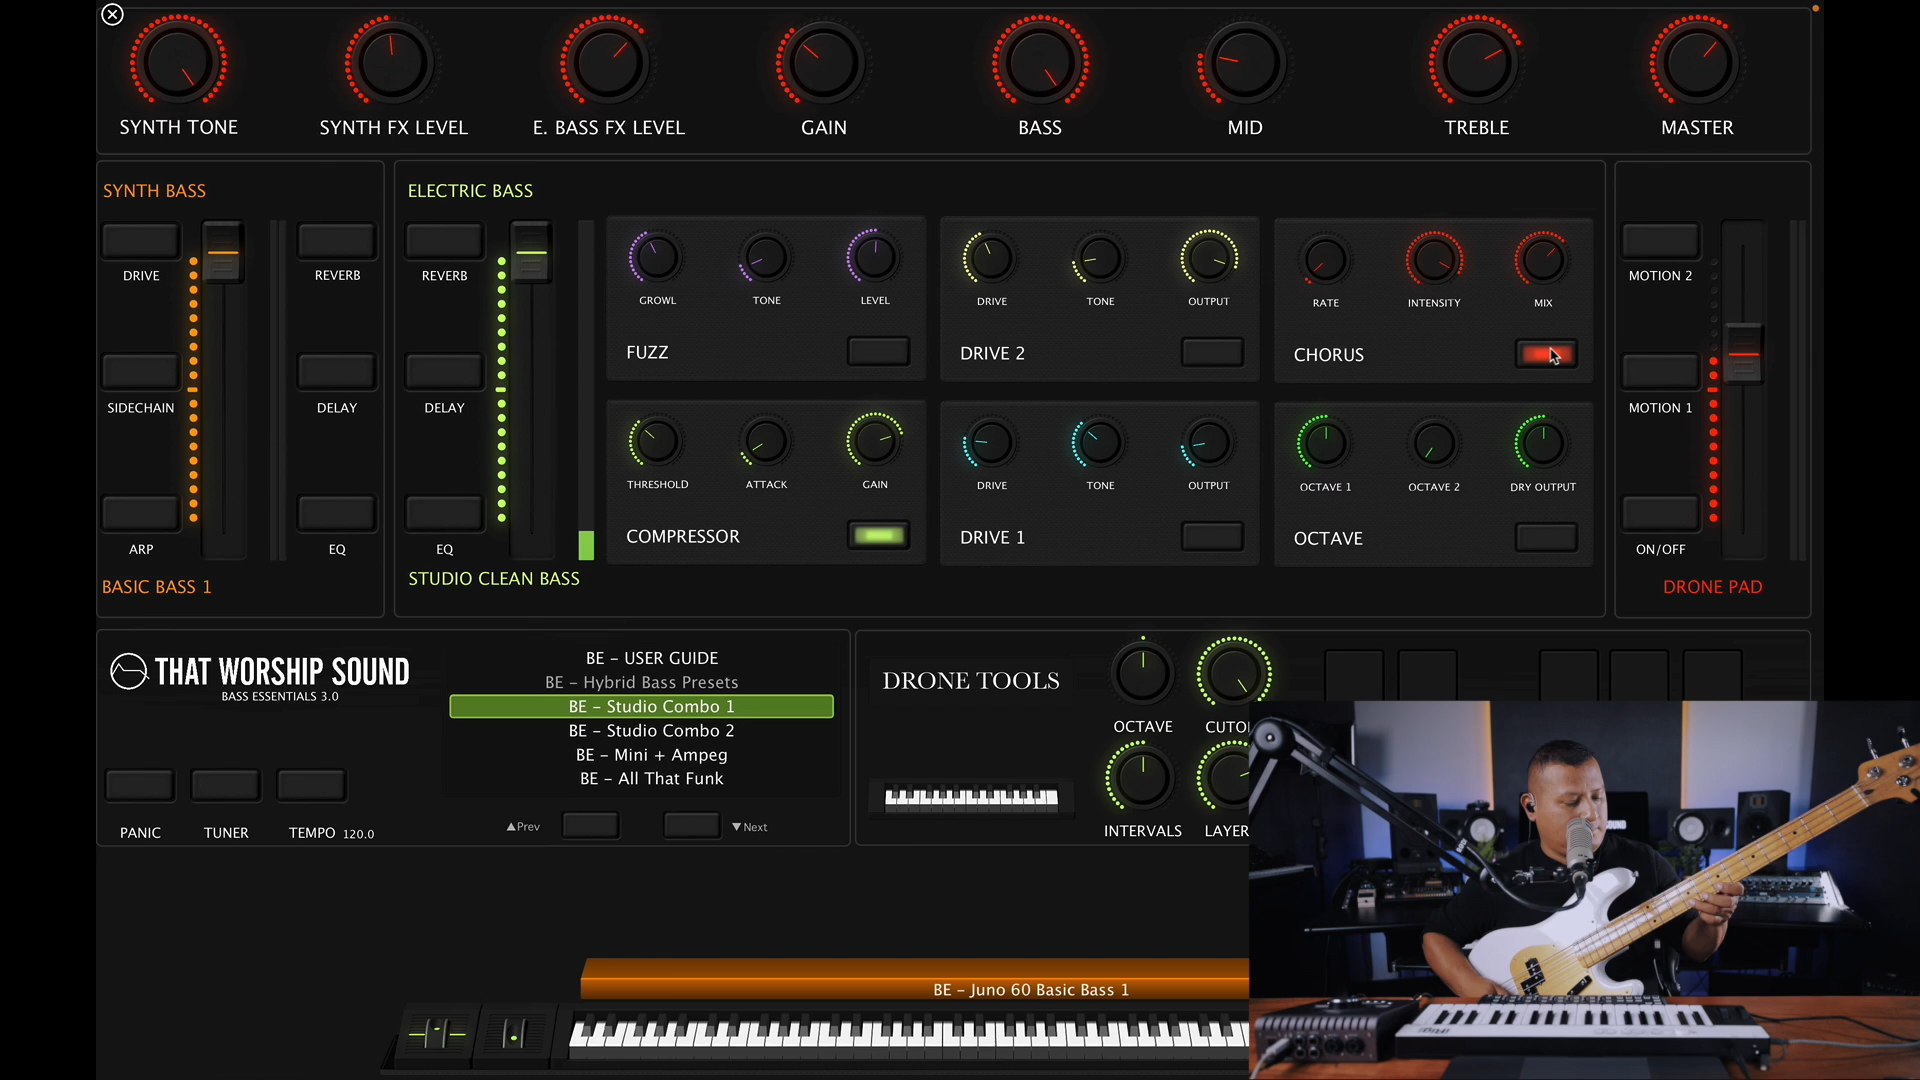 SYNTH TONE
SYNTH FX LEVEL
E. BASS FX LEVEL
GAIN
BASS
MID
TREBLE
MASTER
SYNTH BASS
DRIVE
REVERB
SIDECHAIN
DELAY
ARP
EQ
BASIC BASS 1
ELECTRIC BASS
REVERB
DELAY
EQ
STUDIO CLEAN BASS
GROWL
TONE
LEVEL
FUZZ
DRIVE
TONE
OUTPUT
DRIVE 2
RATE
INTENSITY
MIX
CHORUS
THRESHOLD
ATTACK
GAIN
COMPRESSOR
DRIVE
TONE
OUTPUT
DRIVE 1
OCTAVE 1
OCTAVE 2
DRY OUTPUT
OCTAVE
MOTION 2
MOTION 1
ON/OFF
DRONE PAD
THAT WORSHIP SOUND
BASS ESSENTIALS 3.0
PANIC
TUNER
TEMPO 120.0
BE – USER GUIDE
BE – Hybrid Bass Presets
BE – Studio Combo 1
BE – Studio Combo 2
BE – Mini + Ampeg
BE – All That Funk
▲Prev
▼Next
DRONE TOOLS
OCTAVE
CUTO
INTERVALS
LAYER
BE – Juno 60 Basic Bass 1